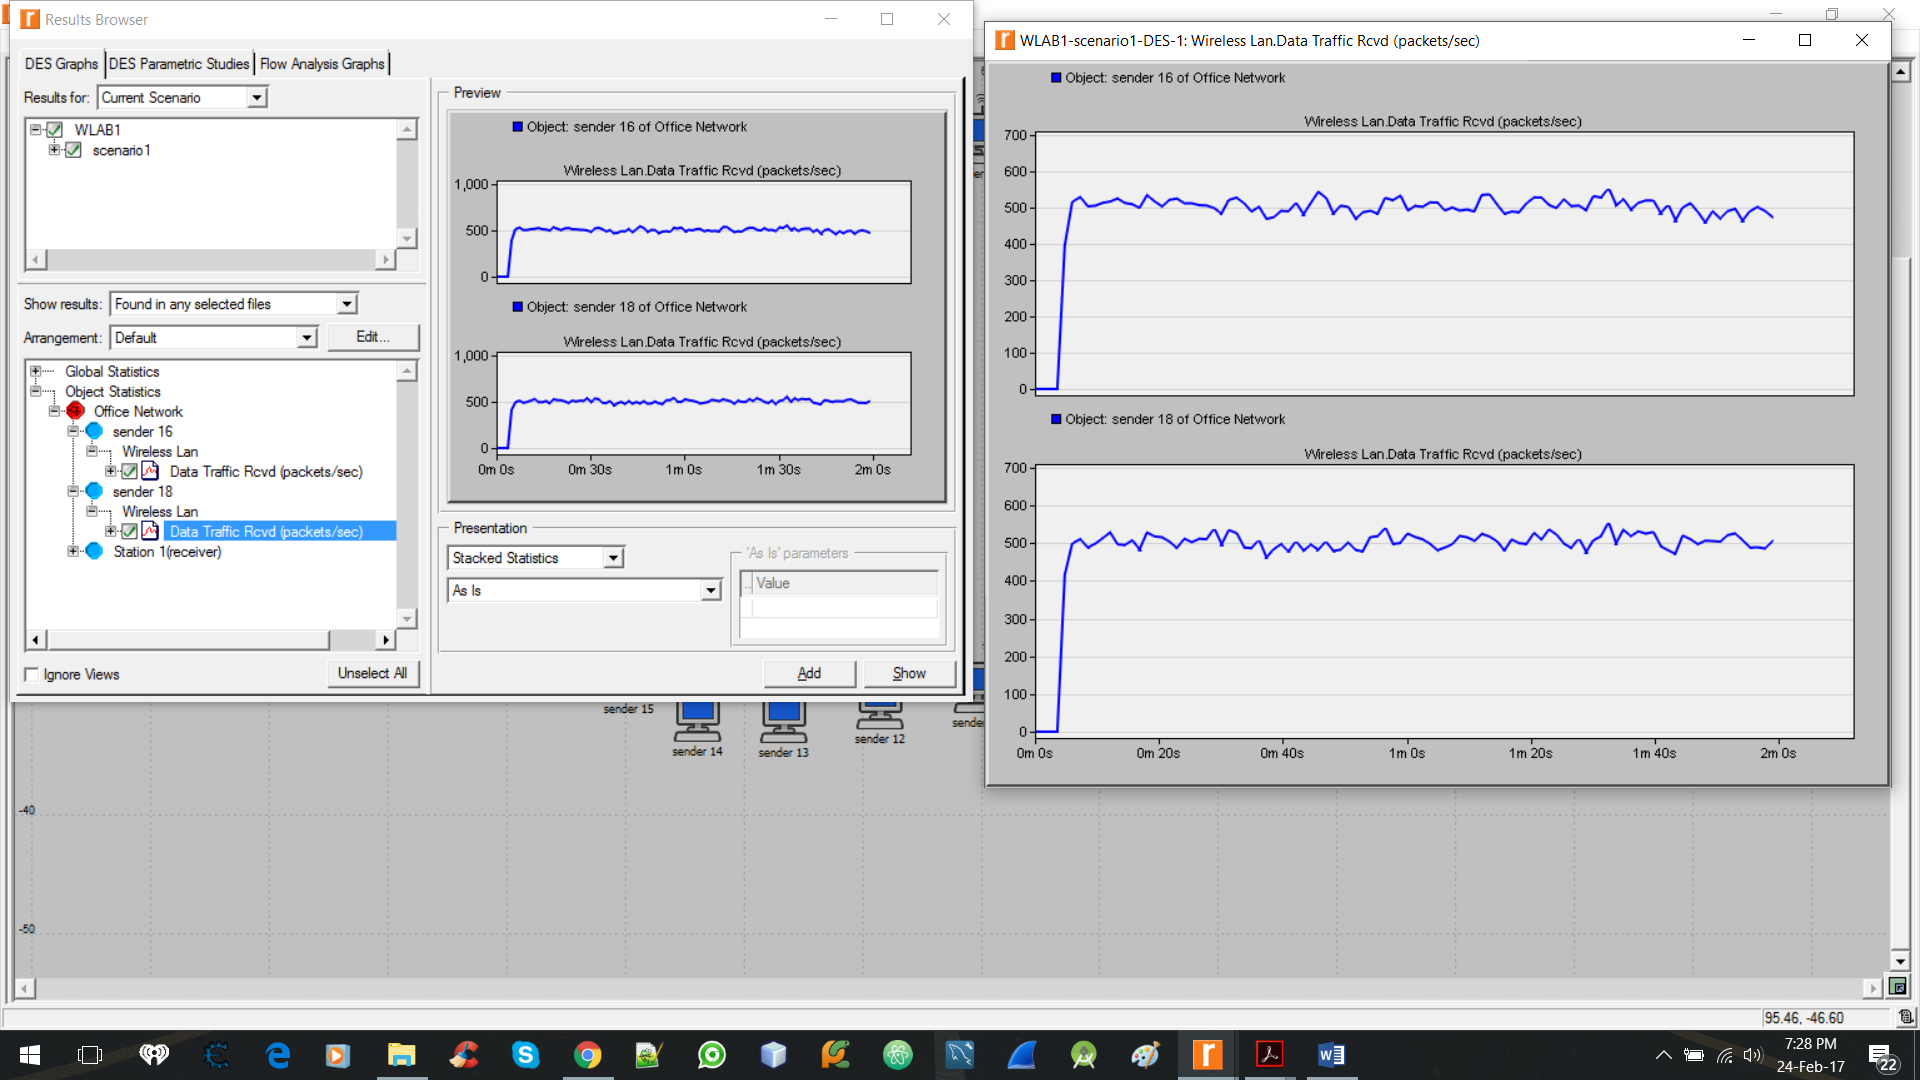 Results Browser
DES Graphs
DES Parametric Studies
Flow Analysis Graphs
Results for:
Current Scenario
WLAB1
scenario1
Show results:
Found in any selected files
Arrangement:
Default
Edit...
Global Statistics
Object Statistics
Office Network
sender 16
Wireless Lan
Data Traffic Rcvd (packets/sec)
sender 18
Wireless Lan
Data Traffic Rcvd (packets/sec)
Station 1(receiver)
Ignore Views
Unselect All
Preview
Object: sender 16 of Office Network
Wireless Lan.Data Traffic Rcvd (packets/sec)
1,000
500
0
Object: sender 18 of Office Network
Wireless Lan.Data Traffic Rcvd (packets/sec)
1,000
500
0
0m 0s
0m 30s
1m 0s
1m 30s
2m 0s
Presentation
Stacked Statistics
As Is
'As Is' parameters
..
Value
Add
Show
WLAB1-scenario1-DES-1: Wireless Lan.Data Traffic Rcvd (packets/sec)
Object: sender 16 of Office Network
Wireless Lan.Data Traffic Rcvd (packets/sec)
700
600
500
400
300
200
100
0
Object: sender 18 of Office Network
Wireless Lan.Data Traffic Rcvd (packets/sec)
700
600
500
400
300
200
100
0
0m 0s
0m 20s
0m 40s
1m 0s
1m 20s
1m 40s
2m 0s
sender 15
sender 14
sender 13
sender 12
sender
-40
-50
95.46, -46.60
7:28 PM
24-Feb-17
22